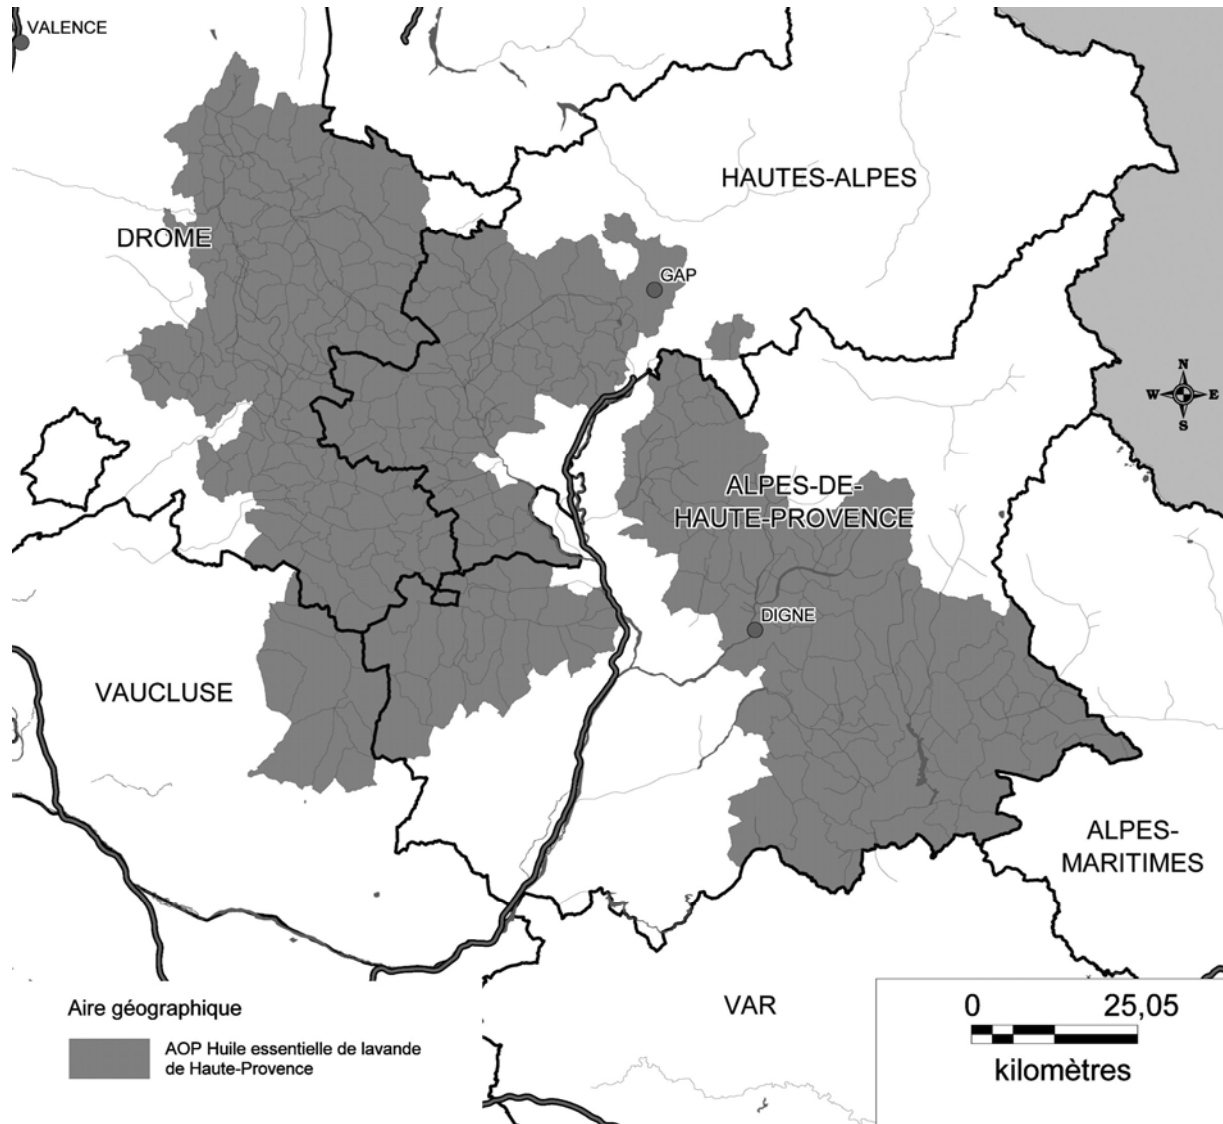 VALENCE
HAUTES-ALPES
DROME
GAP
N
W E
S
ALPES-DE-
HAUTE-PROVENCE
DIGNE
VAUCLUSE
ALPES-
MARITIMES
VAR
Aire géographique
AOP Huile essentielle de lavande
de Haute-Provence
0 25,05
kilomètres